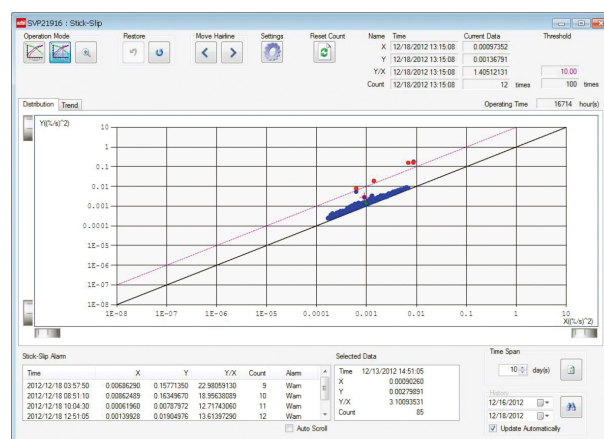 SVP21916 : Stick-Slip
Operation Mode Restore Move Hairline Settings Reset Count Name Time Current Data Threshold
X 12/18/2012 13:15:08 0.00097352
Y 12/18/2012 13:15:08 0.00136791
Y/X 12/18/2012 13:15:08 1.40512131 10.00
Count 12/18/2012 13:15:08 12 times 100 times
Distribution Trend Operating Time 16714 hour(s)
Y((%/s)^2)
10
1
0.1
0.01
0.001
0.0001
1E-05
1E-06
1E-07
1E-08
1E-08 1E-07 1E-06 1E-05 0.0001 0.001 0.01 0.1 1 10
X((%/s)^2)
Stick-Slip Alarm Selected Data Time Span
Time X Y Y/X Count Alarm
2012/12/18 03:57:50 0.00686290 0.15771350 22.98059130 9 Warn
2012/12/18 08:51:10 0.00862489 0.16349670 18.95638089 10 Warn
2012/12/18 10:04:30 0.00061960 0.00787972 12.71743060 11 Warn
2012/12/18 12:51:05 0.00139928 0.01904976 13.61397290 12 Warn
Auto Scroll
Time 12/13/2012 14:51:05
X 0.00090260
Y 0.00279891
Y/X 3.10093531
Count 85
10 day(s)
History
12/16/2012
12/18/2012
Update Automatically